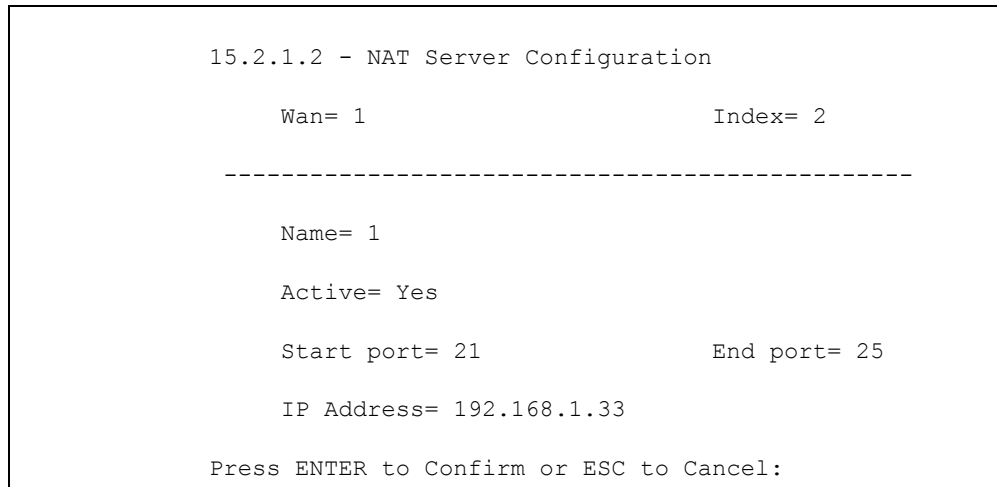 15.2.1.2 - NAT Server Configuration
Wan= 1 Index= 2
------------------------------------------------
Name= 1
Active= Yes
Start port= 21 End port= 25
IP Address= 192.168.1.33
Press ENTER to Confirm or ESC to Cancel: